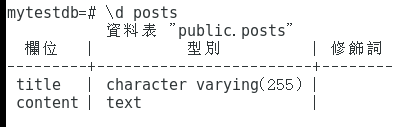 mytestdb=# \d posts
資料表 "public.posts"
欄位 | 型別 | 修飾詞
---------+------------------------+--------
title | character varying(255) |
content | text |